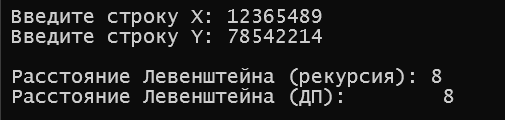 Введите строку X: 12365489
Введите строку Y: 78542214
Расстояние Левенштейна (рекурсия): 8
Расстояние Левенштейна (ДП):        8